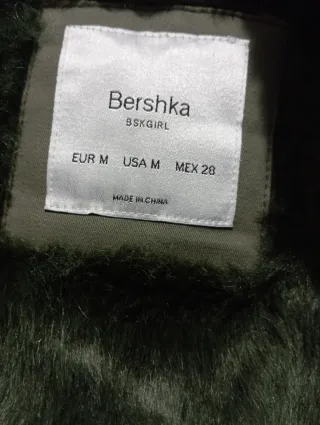 Bershka
BSKGIRL
EUR M USA M MEX 28
MADE IN CHINA